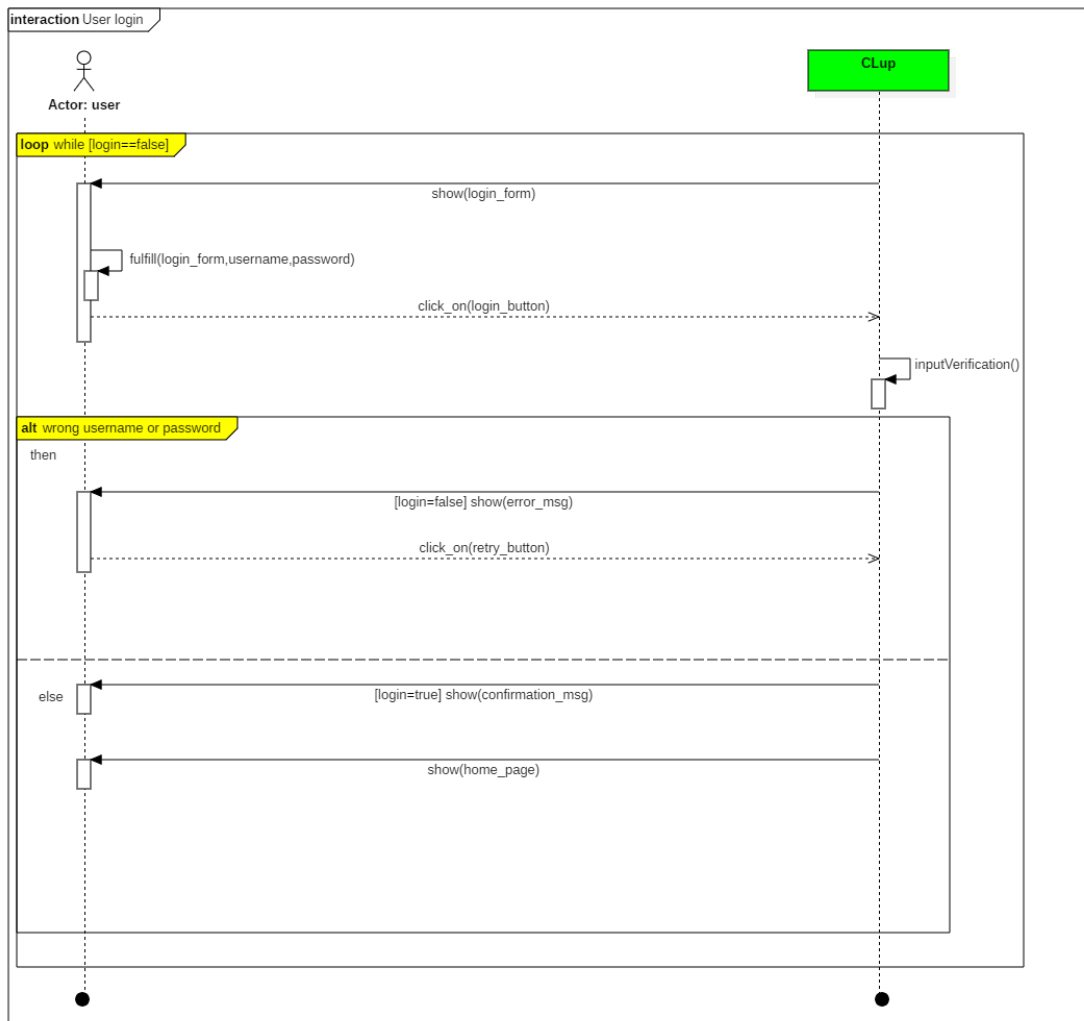 interaction User login
CLup
Actor: user
loop while [login==false]
show(login_form)
fulfill(login_form,username,password)
click_on(login_button)
inputVerification()
alt wrong username or password
then
[login=false] show(error_msg)
click_on(retry_button)
else
[login=true] show(confirmation_msg)
show(home_page)